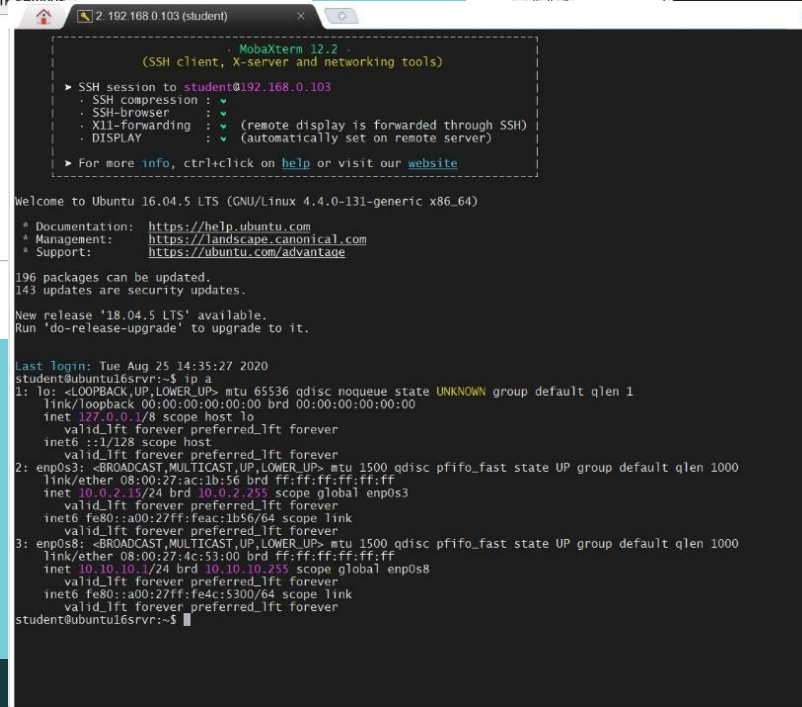 2. 192.168.0.103 (student)
· MobaXterm 12.2 ·
(SSH client, X-server and networking tools)
➤ SSH session to student@192.168.0.103
· SSH compression : ✔
· SSH-browser : ✔
· X11-forwarding : ✔ (remote display is forwarded through SSH)
· DISPLAY : ✔ (automatically set on remote server)
➤ For more info, ctrl+click on help or visit our website
Welcome to Ubuntu 16.04.5 LTS (GNU/Linux 4.4.0-131-generic x86_64)
* Documentation: https://help.ubuntu.com
* Management: https://landscape.canonical.com
* Support: https://ubuntu.com/advantage
196 packages can be updated.
143 updates are security updates.
New release '18.04.5 LTS' available.
Run 'do-release-upgrade' to upgrade to it.
Last login: Tue Aug 25 14:35:27 2020
student@ubuntu16srvr:~$ ip a
1: lo: <LOOPBACK,UP,LOWER_UP> mtu 65536 qdisc noqueue state UNKNOWN group default qlen 1
link/loopback 00:00:00:00:00:00 brd 00:00:00:00:00:00
inet 127.0.0.1/8 scope host lo
valid_lft forever preferred_lft forever
inet6 ::1/128 scope host
valid_lft forever preferred_lft forever
2: enp0s3: <BROADCAST,MULTICAST,UP,LOWER_UP> mtu 1500 qdisc pfifo_fast state UP group default qlen 1000
link/ether 08:00:27:ac:1b:56 brd ff:ff:ff:ff:ff:ff
inet 10.0.2.15/24 brd 10.0.2.255 scope global enp0s3
valid_lft forever preferred_lft forever
inet6 fe80::a00:27ff:feac:1b56/64 scope link
valid_lft forever preferred_lft forever
3: enp0s8: <BROADCAST,MULTICAST,UP,LOWER_UP> mtu 1500 qdisc pfifo_fast state UP group default qlen 1000
link/ether 08:00:27:4c:53:00 brd ff:ff:ff:ff:ff:ff
inet 10.10.10.1/24 brd 10.10.10.255 scope global enp0s8
valid_lft forever preferred_lft forever
inet6 fe80::a00:27ff:fe4c:5300/64 scope link
valid_lft forever preferred_lft forever
student@ubuntu16srvr:~$